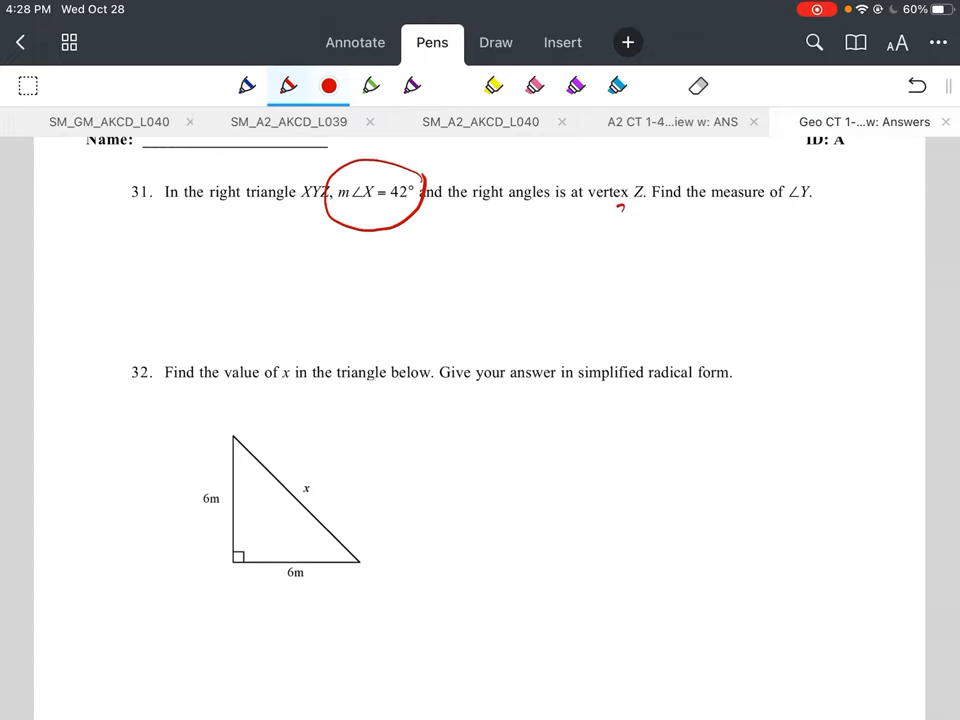 4:28 PM Wed Oct 28 60%
Annotate Pens Draw Insert
AA
SM_GM_AKCD_L040 SM_A2_AKCD_L039 SM_A2_AKCD_L040 A2 CT 1-4...iew w: ANS Geo CT 1-...w: Answers
Name: ID: A
31. In the right triangle XYZ, m∠X = 42° and the right angles is at vertex Z. Find the measure of ∠Y.
32. Find the value of x in the triangle below. Give your answer in simplified radical form.
x
6m
6m